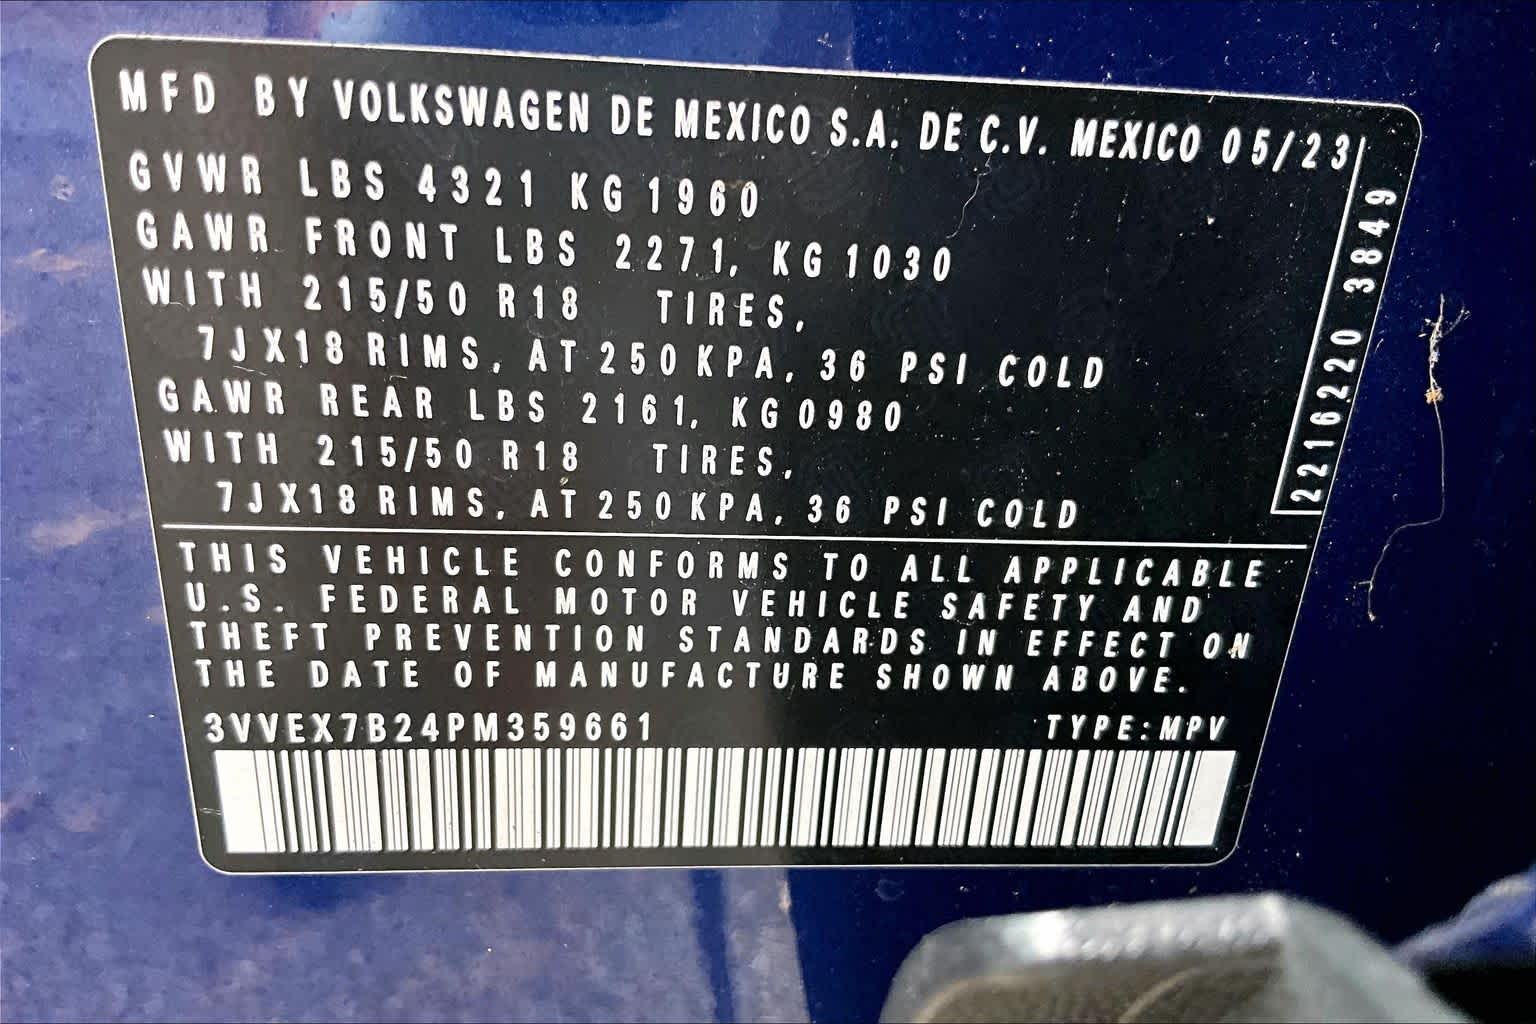 MFD BY VOLKSWAGEN DE MEXICO S.A. DE C.V. MEXICO 05/23
GVWR LBS 4321 KG 1960
GAWR FRONT LBS 2271, KG 1030
WITH 215/50 R18 TIRES,
7JX18 RIMS, AT 250 KPA, 36 PSI COLD
GAWR REAR LBS 2161, KG 0980
WITH 215/50 R18 TIRES,
7JX18 RIMS, AT 250 KPA, 36 PSI COLD
2216220 3849
THIS VEHICLE CONFORMS TO ALL APPLICABLE
U.S. FEDERAL MOTOR VEHICLE SAFETY AND
THEFT PREVENTION STANDARDS IN EFFECT ON
THE DATE OF MANUFACTURE SHOWN ABOVE.
3VVEX7B24PM359661 TYPE:MPV